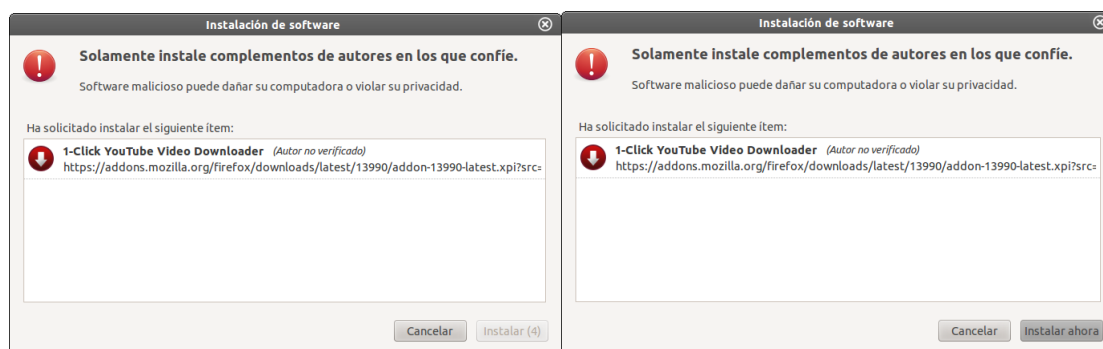 Instalación de software
Solamente instale complementos de autores en los que confíe.
Software malicioso puede dañar su computadora o violar su privacidad.
Ha solicitado instalar el siguiente ítem:
1-Click YouTube Video Downloader (Autor no verificado)
https://addons.mozilla.org/firefox/downloads/latest/13990/addon-13990-latest.xpi?src=
Cancelar Instalar (4)
Instalación de software
Solamente instale complementos de autores en los que confíe.
Software malicioso puede dañar su computadora o violar su privacidad.
Ha solicitado instalar el siguiente ítem:
1-Click YouTube Video Downloader (Autor no verificado)
https://addons.mozilla.org/firefox/downloads/latest/13990/addon-13990-latest.xpi?src=
Cancelar Instalar ahora